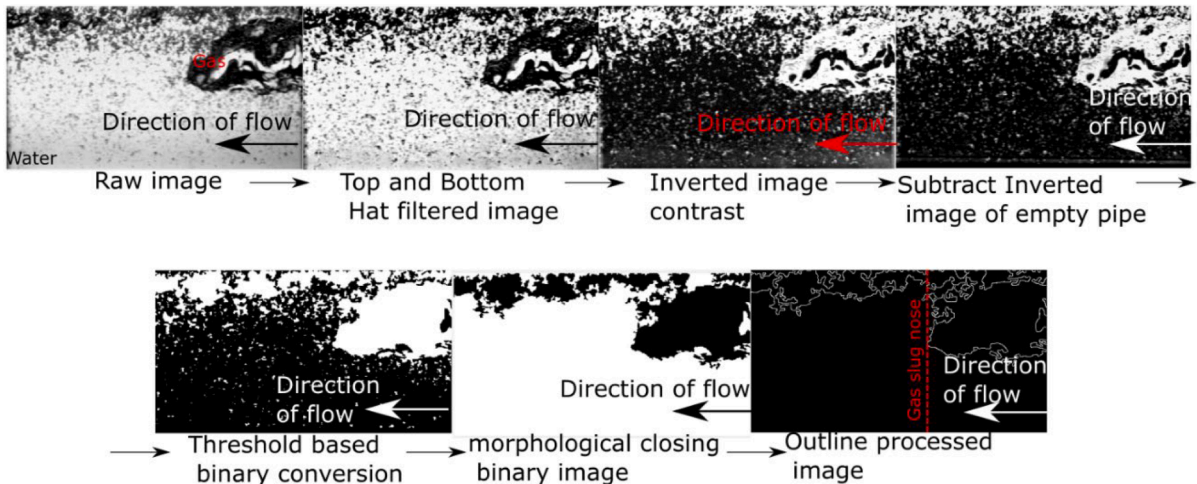 Gas
Direction of flow
Water
Direction of flow
Direction of flow
Direction
of flow
Raw image
Top and Bottom
Hat filtered image
Inverted image
contrast
Subtract Inverted
image of empty pipe
Direction
of flow
Direction of flow
Gas slug nose
Direction
of flow
Threshold based
binary conversion
morphological closing
binary image
Outline processed
image